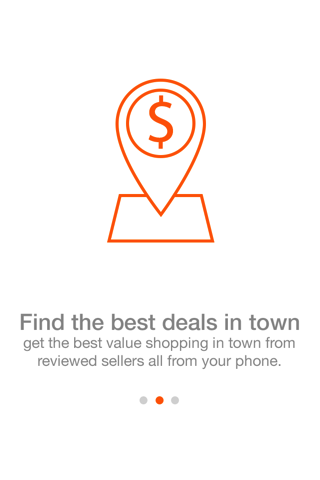 $
Find the best deals in town
get the best value shopping in town from
reviewed sellers all from your phone.